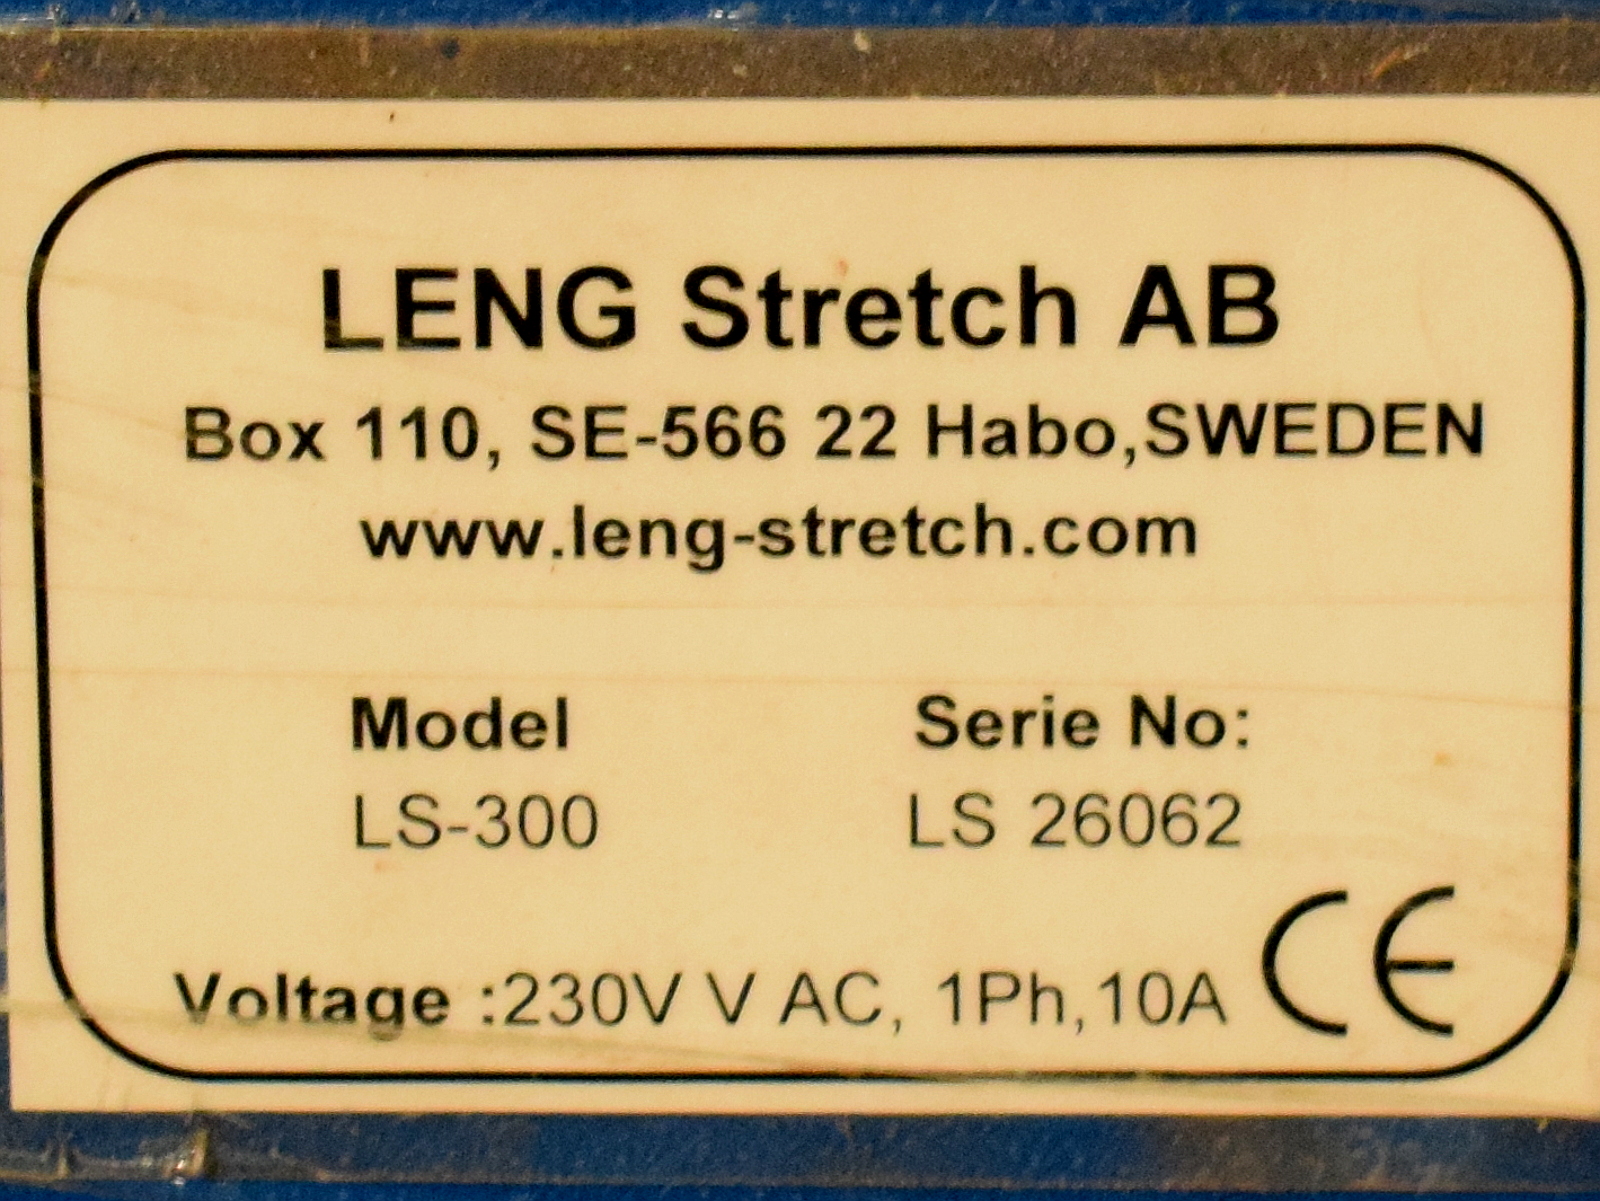 LENG Stretch AB
Box 110, SE-566 22 Habo,SWEDEN
www.leng-stretch.com
Model Serie No:
LS-300 LS 26062
Voltage :230V V AC, 1Ph,10A CE